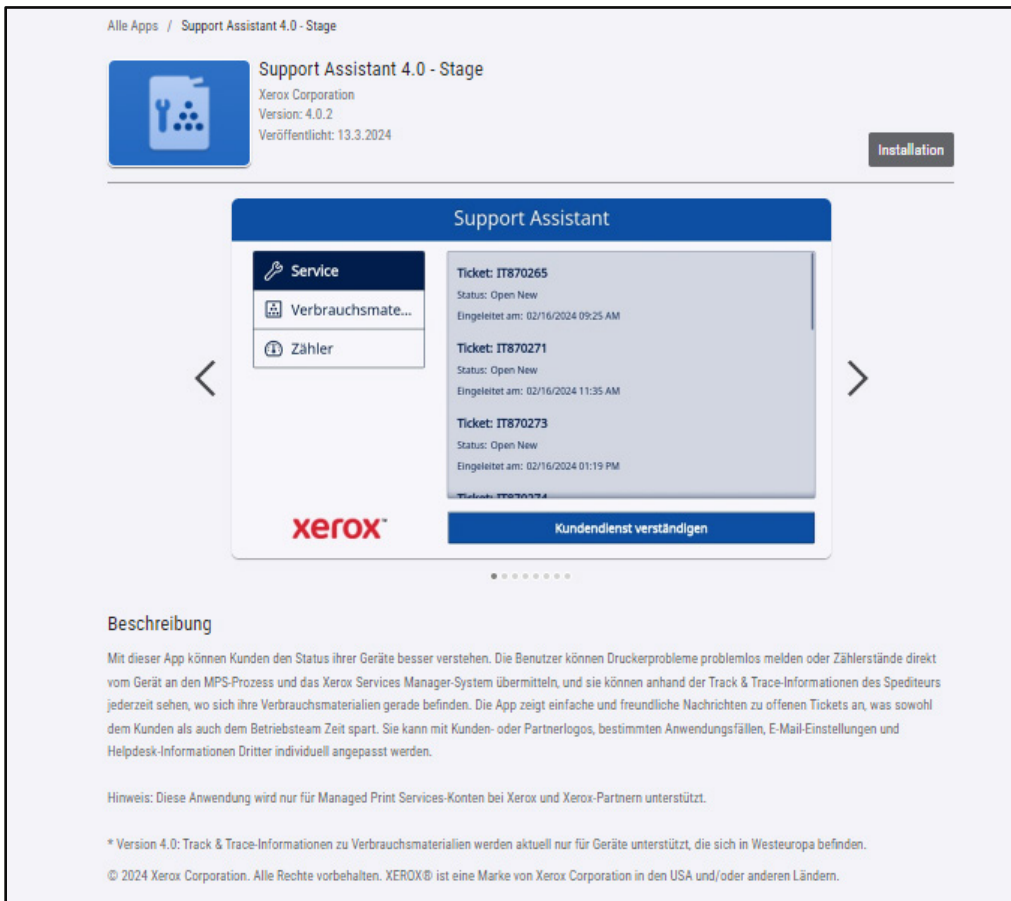 Alle Apps / Support Assistant 4.0 - Stage
Support Assistant 4.0 - Stage
Xerox Corporation
Version: 4.0.2
Veröffentlicht: 13.3.2024
Installation
Support Assistant
Service
Verbrauchsmate...
Zähler
Ticket: IT870265
Status: Open New
Eingeleitet am: 02/16/2024 09:25 AM
Ticket: IT870271
Status: Open New
Eingeleitet am: 02/16/2024 11:35 AM
Ticket: IT870273
Status: Open New
Eingeleitet am: 02/16/2024 01:19 PM
Ticket: IT870274
xerox™
Kundendienst verständigen
Beschreibung
Mit dieser App können Kunden den Status ihrer Geräte besser verstehen. Die Benutzer können Druckerprobleme problemlos melden oder Zählerstände direkt
vom Gerät an den MPS-Prozess und das Xerox Services Manager-System übermitteln, und sie können anhand der Track & Trace-Informationen des Spediteurs
jederzeit sehen, wo sich ihre Verbrauchsmaterialien gerade befinden. Die App zeigt einfache und freundliche Nachrichten zu offenen Tickets an, was sowohl
dem Kunden als auch dem Betriebsteam Zeit spart. Sie kann mit Kunden- oder Partnerlogos, bestimmten Anwendungsfällen, E-Mail-Einstellungen und
Helpdesk-Informationen Dritter individuell angepasst werden.
Hinweis: Diese Anwendung wird nur für Managed Print Services-Konten bei Xerox und Xerox-Partnern unterstützt.
* Version 4.0: Track & Trace-Informationen zu Verbrauchsmaterialien werden aktuell nur für Geräte unterstützt, die sich in Westeuropa befinden.
© 2024 Xerox Corporation. Alle Rechte vorbehalten. XEROX® ist eine Marke von Xerox Corporation in den USA und/oder anderen Ländern.